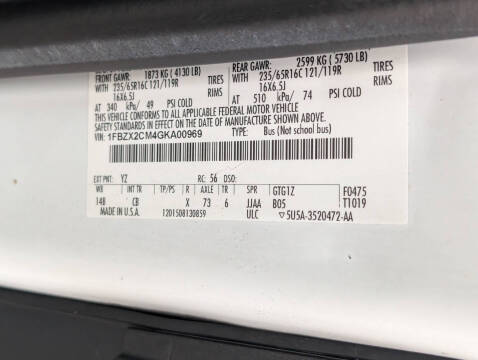 FRONT GAWR: 1873 KG ( 4130 LB)
WITH 235/65R16C 121/119R TIRES
16X6.5J RIMS
AT 340 kPa/ 49 PSI COLD
REAR GAWR: 2599 KG ( 5730 LB)
WITH 235/65R16C 121/119R TIRES
16X6.5J RIMS
AT 510 kPa/ 74 PSI COLD
THIS VEHICLE CONFORMS TO ALL APPLICABLE FEDERAL MOTOR VEHICLE
SAFETY STANDARDS IN EFFECT ON THE DATE OF MANUFACTURE SHOWN ABOVE.
VIN: 1FBZX2CM4GKA00969 TYPE: Bus (Not school bus)
EXT PNT: YZ RC: 56 DSO:
WB INT TR TP/PS R AXLE TR SPR GTG1Z F0475
148 CB X 73 6 JJAA B05 T1019
MADE IN U.S.A. 1201508130859 ULC 5U5A-3520472-AA